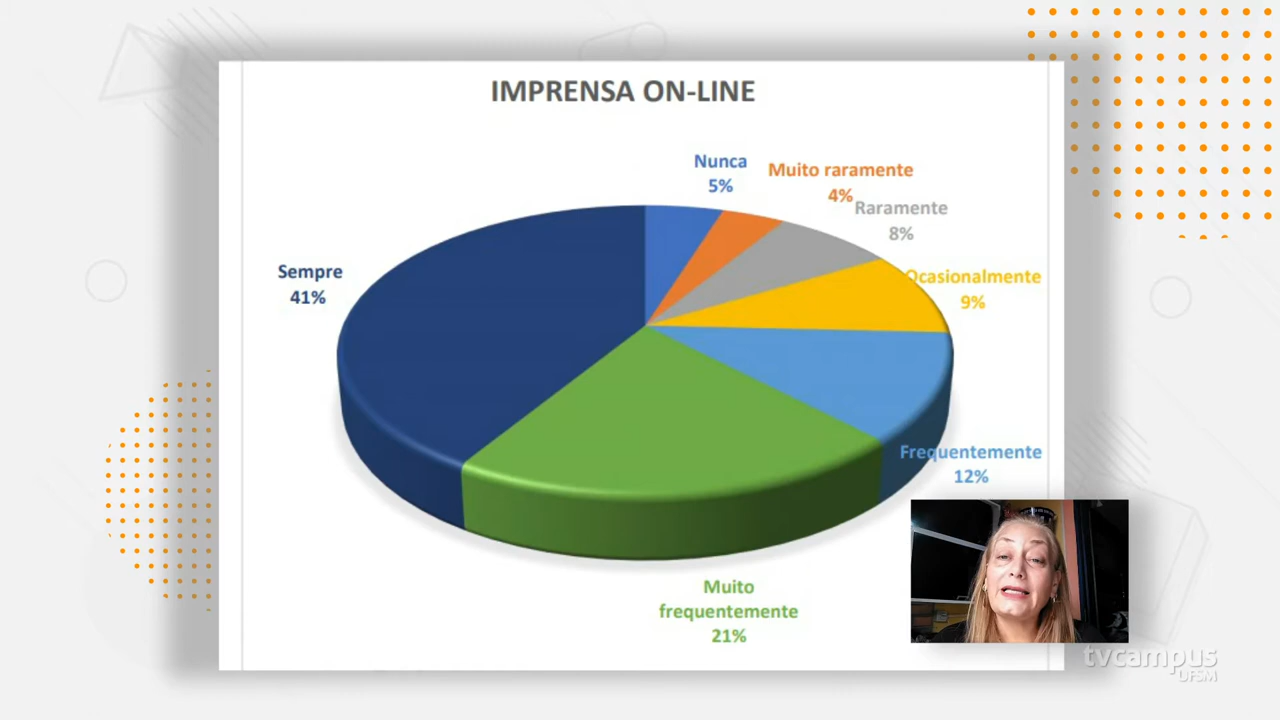 IMPRENSA ON-LINE
Nunca
5%
Muito raramente
4%
Raramente
8%
Ocasionalmente
9%
Sempre
41%
Frequentemente
12%
Muito
frequentemente
21%
tvcampus
UFSM